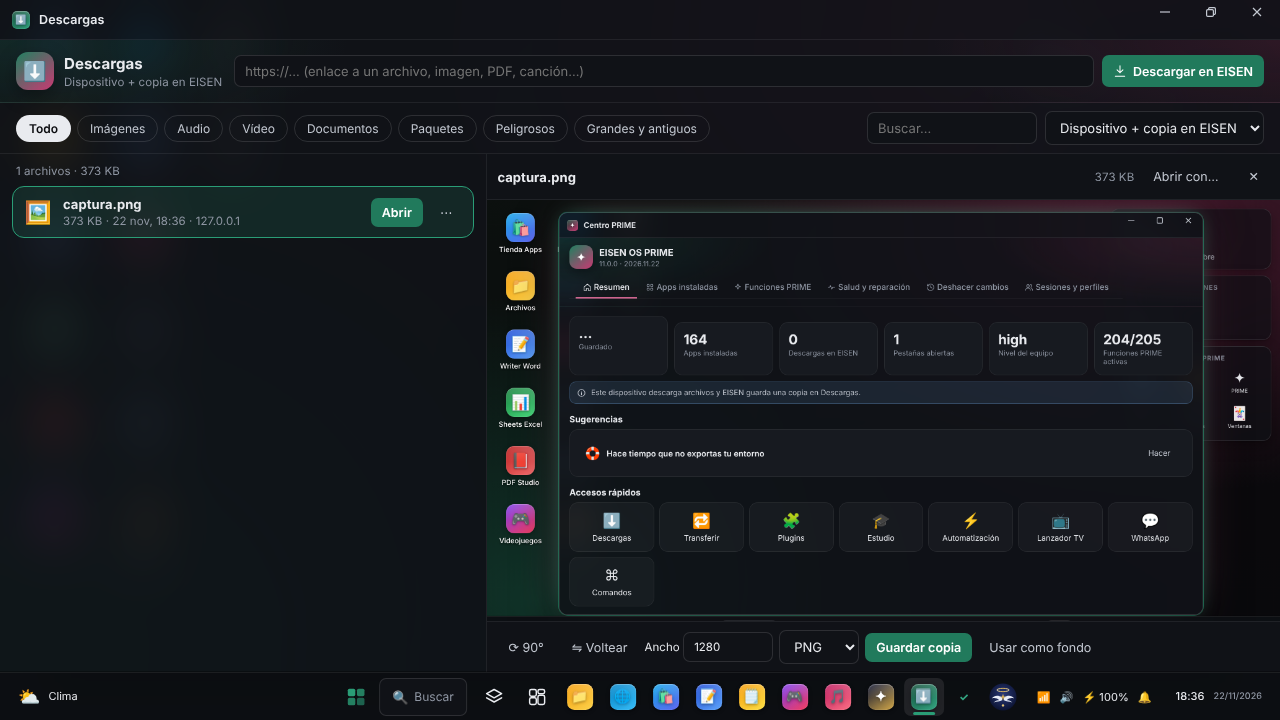 Descargas
Descargas
Dispositivo + copia en EISEN
https://... (enlace a un archivo, imagen, PDF, canción...)
Descargar en EISEN
Todo
Imágenes
Audio
Vídeo
Documentos
Paquetes
Peligrosos
Grandes y antiguos
Buscar...
Dispositivo + copia en EISEN
1 archivos · 373 KB
captura.png
373 KB · 22 nov, 18:36 · 127.0.0.1
Abrir
...
captura.png
373 KB
Abrir con...
Tienda Apps
Archivos
Writer Word
Sheets Excel
PDF Studio
Videojuegos
Centro PRIME
EISEN OS PRIME
11.0.0 · 2026.11.22
Resumen
Apps instaladas
Funciones PRIME
Salud y reparación
Deshacer cambios
Sesiones y perfiles
...
Guardado
164
Apps instaladas
0
Descargas en EISEN
1
Pestañas abiertas
high
Nivel del equipo
204/205
Funciones PRIME
activas
Este dispositivo descarga archivos y EISEN guarda una copia en Descargas.
Sugerencias
Hace tiempo que no exportas tu entorno
Hacer
Accesos rápidos
Descargas
Transferir
Plugins
Estudio
Automatización
Lanzador TV
WhatsApp
Comandos
bre
NES
PRIME
PRIME
Ventanas
90°
Voltear
Ancho
1280
PNG
Guardar copia
Usar como fondo
Clima
Buscar
100%
18:36
22/11/2026